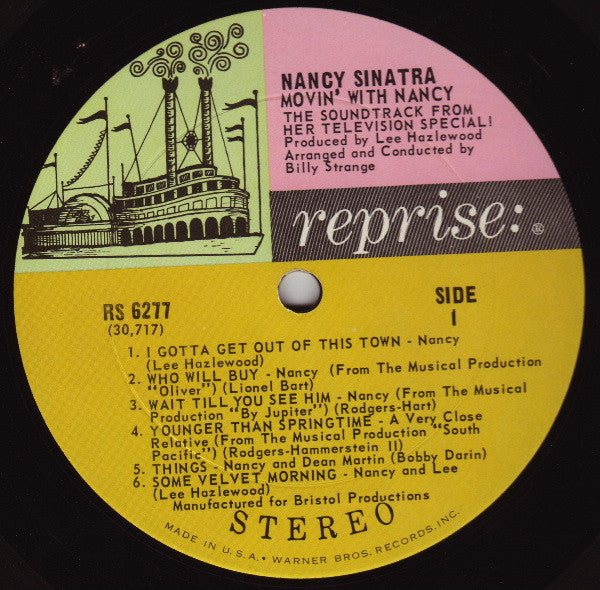 NANCY SINATRA
MOVIN' WITH NANCY
THE SOUNDTRACK FROM
HER TELEVISION SPECIAL!
Produced by Lee Hazlewood
Arranged and Conducted by
Billy Strange
reprise:®
RS 6277
(30,717)
SIDE
1
1. I GOTTA GET OUT OF THIS TOWN - Nancy
(Lee Hazlewood)
2. WHO WILL BUY - Nancy (From The Musical Production
"Oliver") (Lionel Bart)
3. WAIT TILL YOU SEE HIM - Nancy (From The Musical
Production "By Jupiter") (Rodgers-Hart)
4. YOUNGER THAN SPRINGTIME - A Very Close
Relative (From The Musical Production "South
Pacific") (Rodgers-Hammerstein II)
5. THINGS - Nancy and Dean Martin (Bobby Darin)
6. SOME VELVET MORNING - Nancy and Lee
(Lee Hazlewood)
Manufactured for Bristol Productions
STEREO
MADE IN U.S.A. • WARNER BROS. RECORDS, INC.